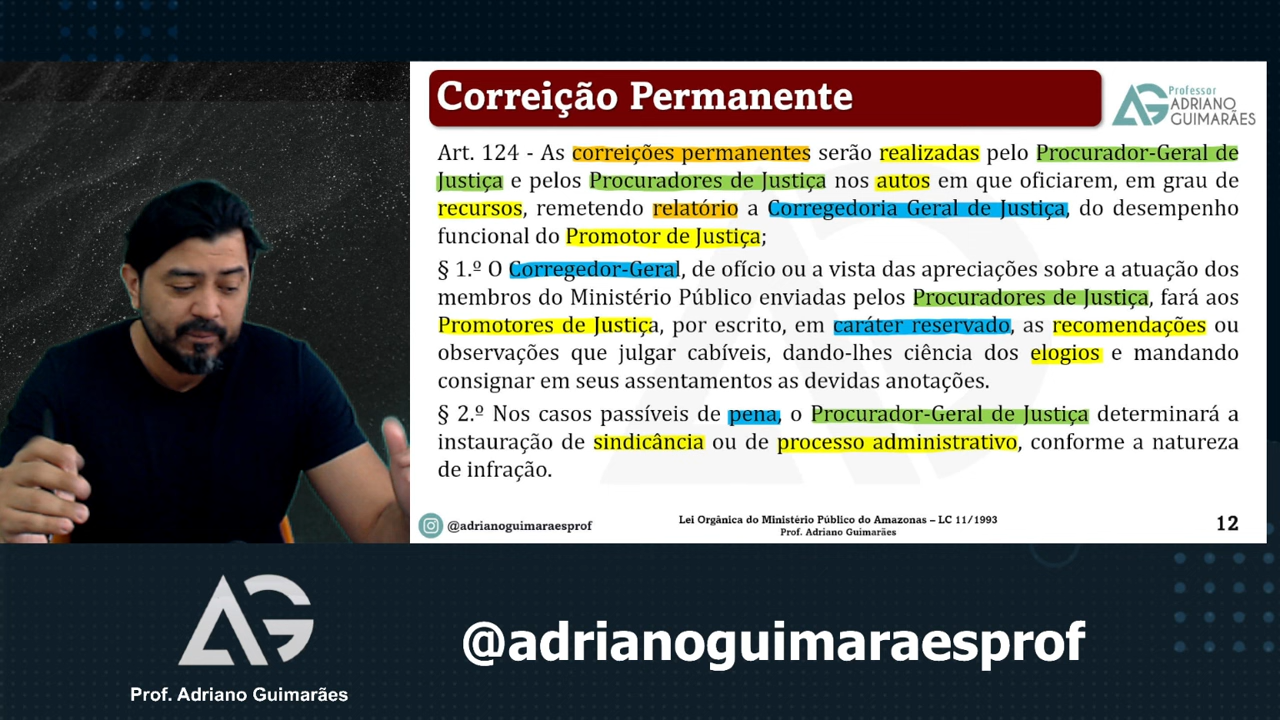 Correição Permanente
Professor
ADRIANO
GUIMARÃES
Art. 124 - As correições permanentes serão realizadas pelo Procurador-Geral de
Justiça e pelos Procuradores de Justiça nos autos em que oficiarem, em grau de
recursos, remetendo relatório a Corregedoria Geral de Justiça, do desempenho
funcional do Promotor de Justiça;
§ 1.º O Corregedor-Geral, de ofício ou a vista das apreciações sobre a atuação dos
membros do Ministério Público enviadas pelos Procuradores de Justiça, fará aos
Promotores de Justiça, por escrito, em caráter reservado, as recomendações ou
observações que julgar cabíveis, dando-lhes ciência dos elogios e mandando
consignar em seus assentamentos as devidas anotações.
§ 2.º Nos casos passíveis de pena, o Procurador-Geral de Justiça determinará a
instauração de sindicância ou de processo administrativo, conforme a natureza
de infração.
@adrianoguimaraesprof
Lei Orgânica do Ministério Público do Amazonas – LC 11/1993
Prof. Adriano Guimarães
12
AG
Prof. Adriano Guimarães
@adrianoguimaraesprof